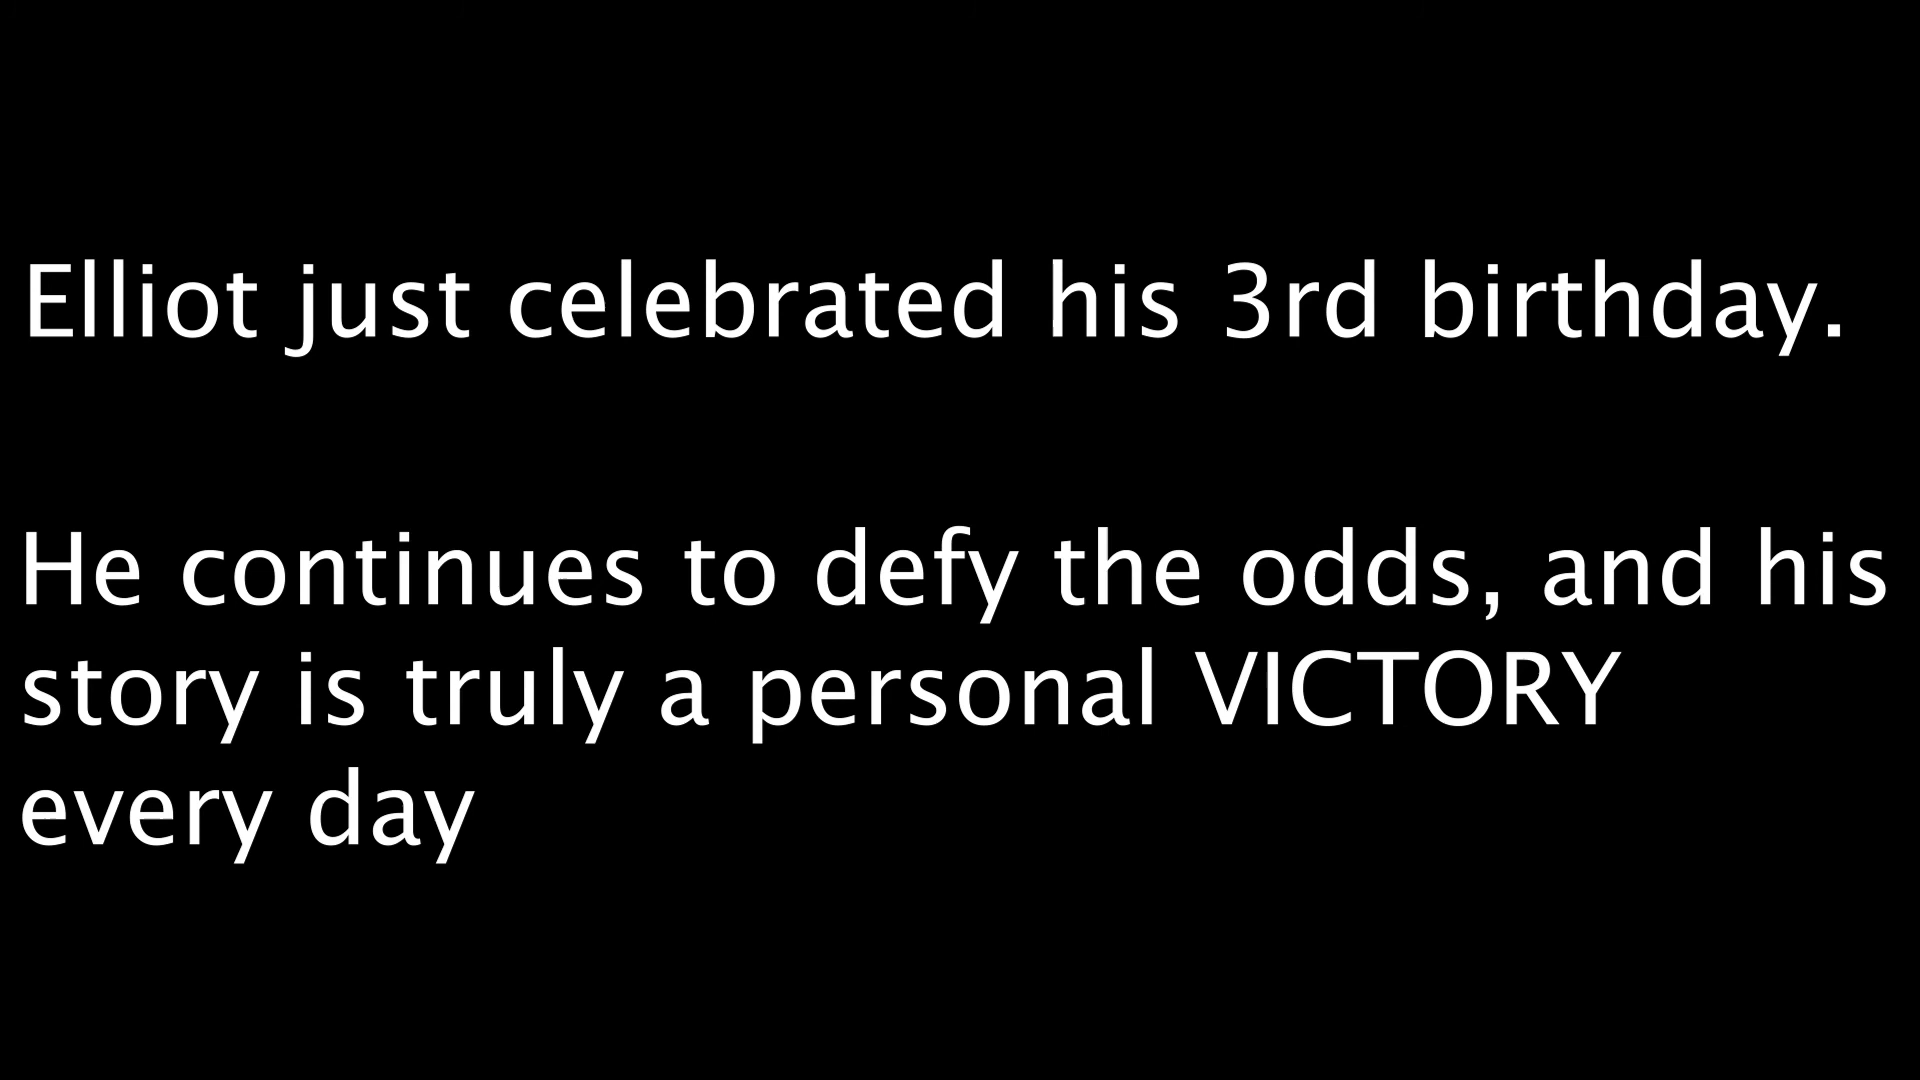 Elliot just celebrated his 3rd birthday.
He continues to defy the odds, and his
story is truly a personal VICTORY
every day